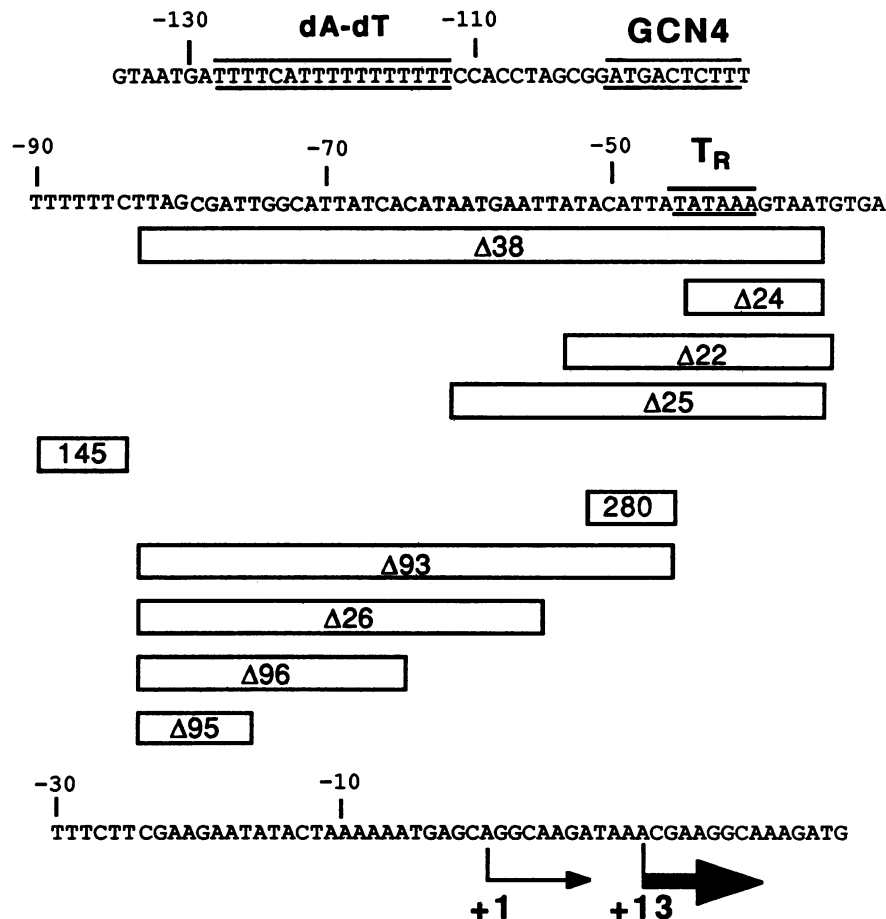 -130 dA-dT -110 GCN4
GTAATGATTTTCATTTTTTTTTTTCCACCTAGCGGATGACTCTTT
-90 -70 -50 TR
TTTTTTCTTAGCGATTGGCATTATCACATAATGAATTATACATTATATAAAGTAATGTGA
Δ38
Δ24
Δ22
Δ25
145
280
Δ93
Δ26
Δ96
Δ95
-30 -10
TTTCTTCGAAGAATATACTAAAAAATGAGCAGGCAAGATAAACGAAGGCAAAGATG
+1 +13